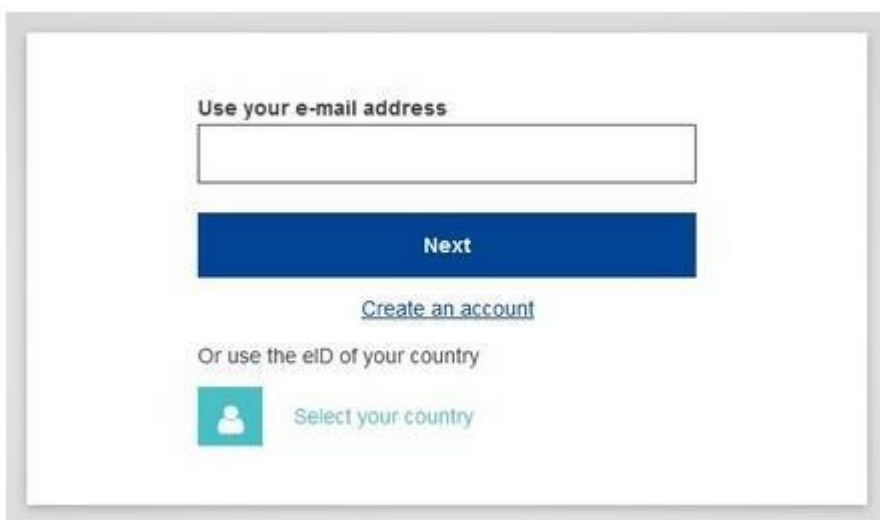 Use your e-mail address
Next
Create an account
Or use the eID of your country
Select your country